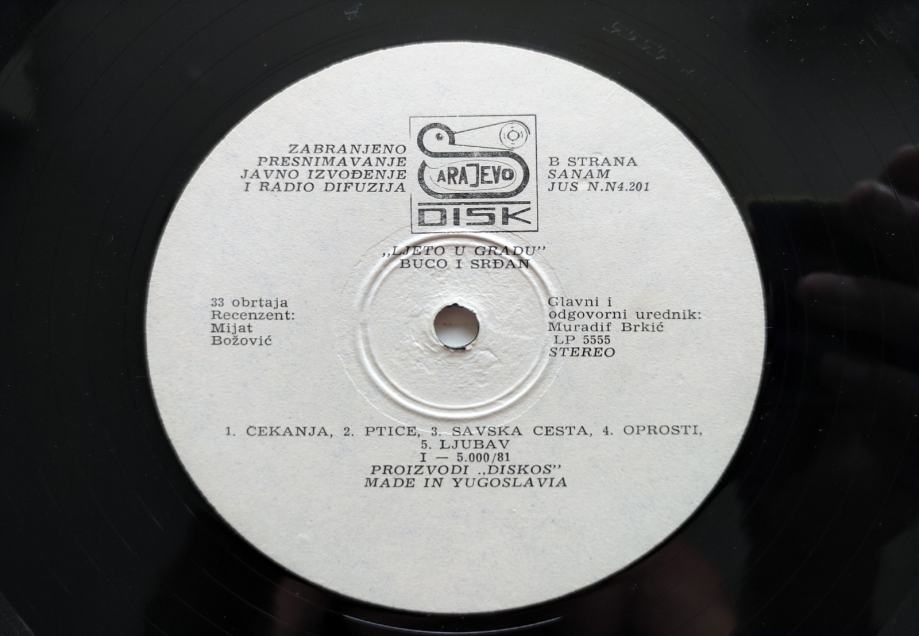 ZABRANJENO
PRESNIMAVANJE
JAVNO IZVOĐENJE
I RADIO DIFUZIJA
SARAJEVO
DISK
B STRANA
SANAM
JUS N.N4.201
„LJETO U GRADU”
BUCO I SRĐAN
33 obrtaja
Recenzent:
Mijat
Božović
Glavni i
odgovorni urednik:
Muradif Brkić
LP 5555
STEREO
1. ČEKANJA, 2. PTICE, 3. SAVSKA CESTA, 4. OPROSTI,
5. LJUBAV
I — 5.000/81
PROIZVODI „DISKOS”
MADE IN YUGOSLAVIA